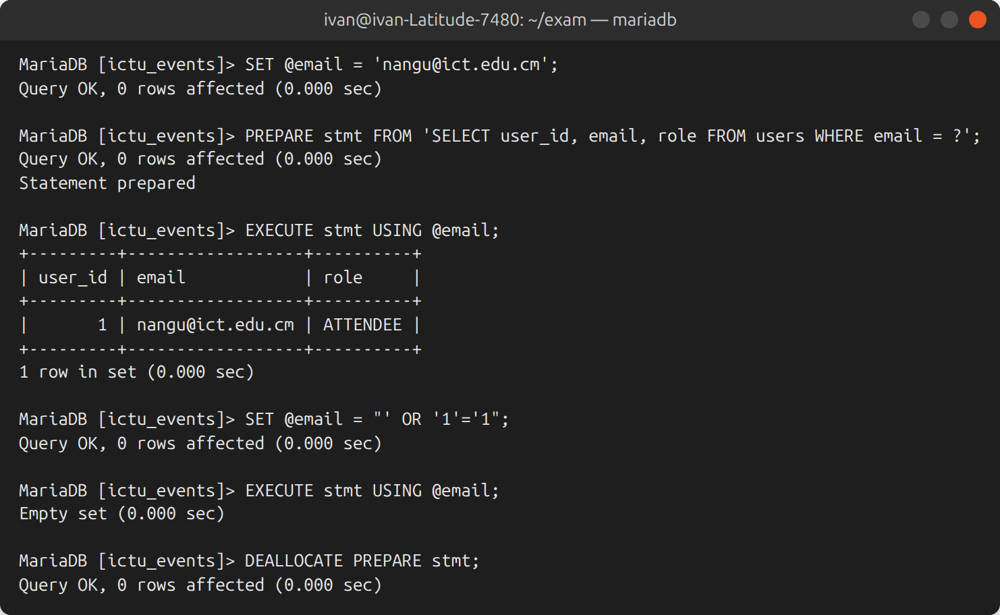 ivan@ivan-Latitude-7480: ~/exam — mariadb
MariaDB [ictu_events]> SET @email = 'nangu@ict.edu.cm';
Query OK, 0 rows affected (0.000 sec)
MariaDB [ictu_events]> PREPARE stmt FROM 'SELECT user_id, email, role FROM users WHERE email = ?';
Query OK, 0 rows affected (0.000 sec)
Statement prepared
MariaDB [ictu_events]> EXECUTE stmt USING @email;
+---------+------------------+----------+
| user_id | email            | role     |
+---------+------------------+----------+
|       1 | nangu@ict.edu.cm | ATTENDEE |
+---------+------------------+----------+
1 row in set (0.000 sec)
MariaDB [ictu_events]> SET @email = "' OR '1'='1";
Query OK, 0 rows affected (0.000 sec)
MariaDB [ictu_events]> EXECUTE stmt USING @email;
Empty set (0.000 sec)
MariaDB [ictu_events]> DEALLOCATE PREPARE stmt;
Query OK, 0 rows affected (0.000 sec)